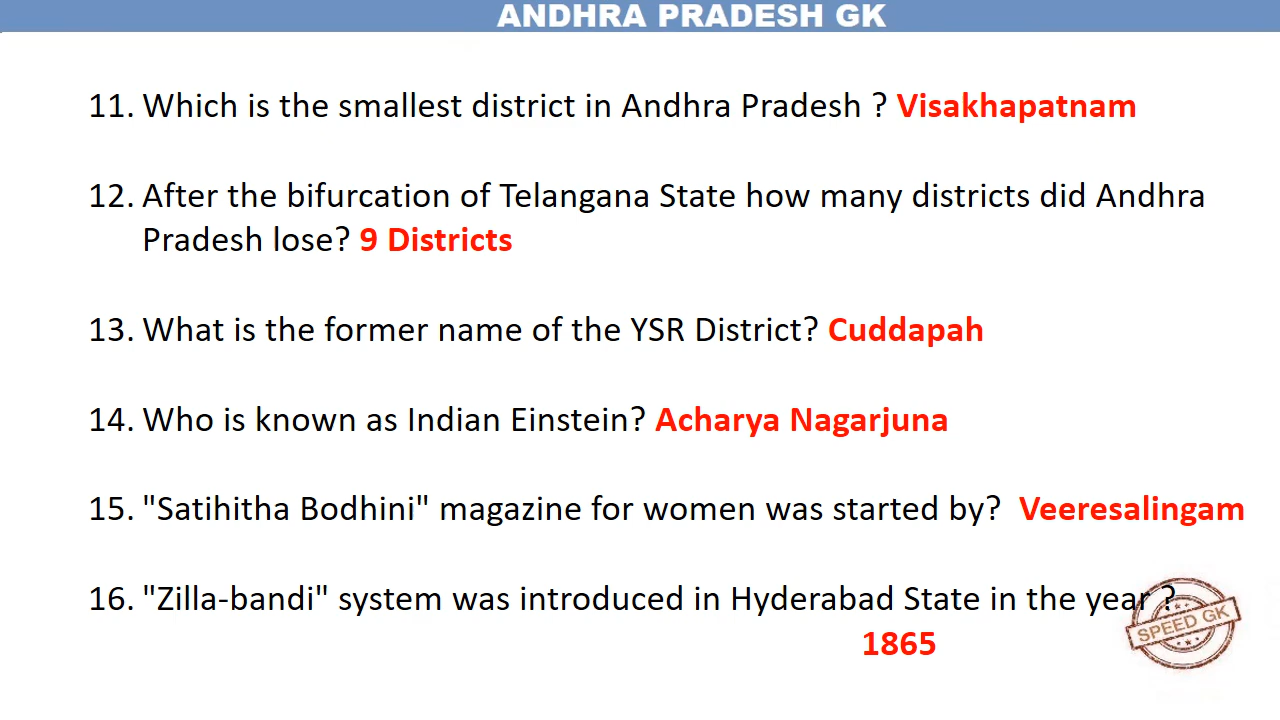 ANDHRA PRADESH GK
11. Which is the smallest district in Andhra Pradesh ? Visakhapatnam
12. After the bifurcation of Telangana State how many districts did Andhra
Pradesh lose? 9 Districts
13. What is the former name of the YSR District? Cuddapah
14. Who is known as Indian Einstein? Acharya Nagarjuna
15. "Satihitha Bodhini" magazine for women was started by? Veeresalingam
16. "Zilla-bandi" system was introduced in Hyderabad State in the year ?
1865
SPEED GK